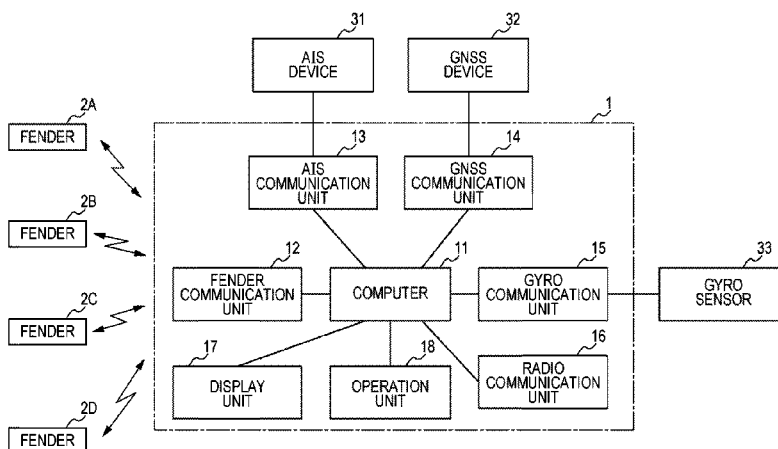 31
AIS
DEVICE
32
GNSS
DEVICE
1
2A
FENDER
13
AIS
COMMUNICATION
UNIT
14
GNSS
COMMUNICATION
UNIT
2B
FENDER
12
FENDER
COMMUNICATION
UNIT
11
COMPUTER
15
GYRO
COMMUNICATION
UNIT
33
GYRO
SENSOR
2C
FENDER
17
DISPLAY
UNIT
18
OPERATION
UNIT
16
RADIO
COMMUNICATION
UNIT
2D
FENDER